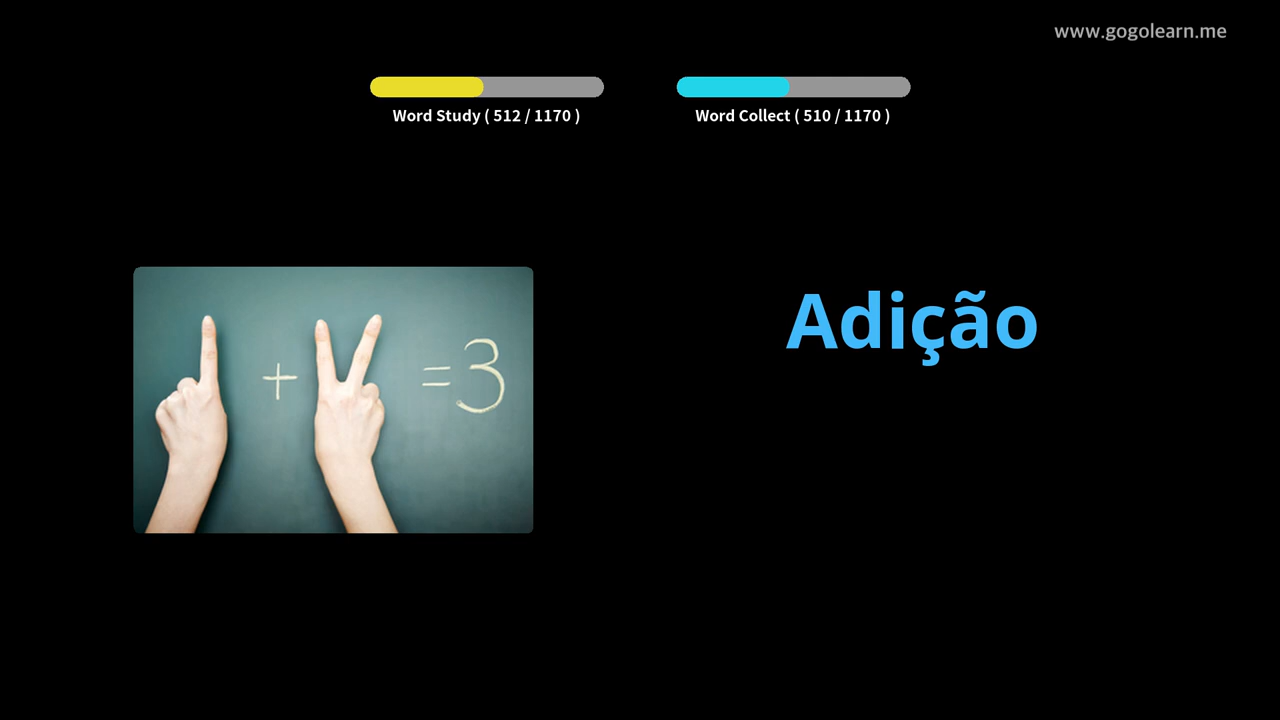 www.gogolearn.me
Word Study ( 512 / 1170 )
Word Collect ( 510 / 1170 )
+ = 3
Adição